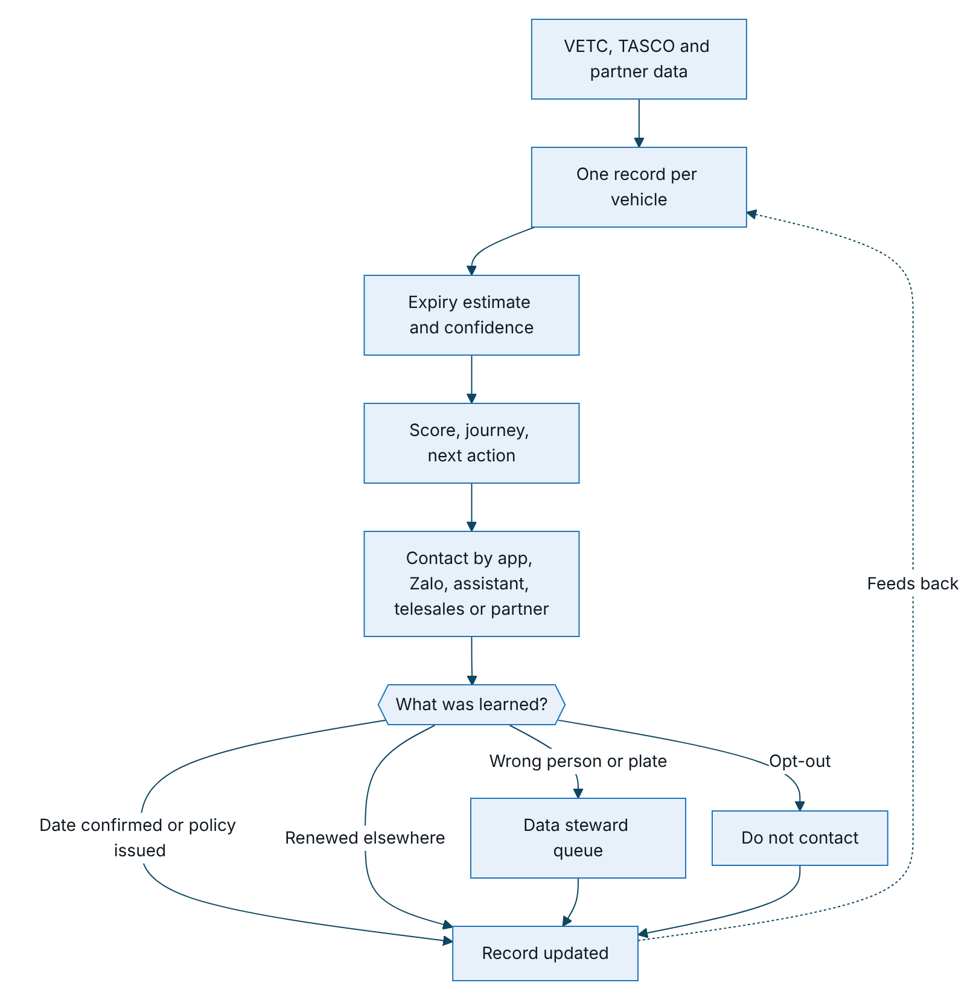 VETC, TASCO and
partner data
One record per
vehicle
Expiry estimate
and confidence
Score, journey,
next action
Contact by app,
Zalo, assistant,
telesales or partner
Feeds back
What was learned?
Wrong person or plate
Opt-out
Date confirmed or policy
issued
Renewed elsewhere
Data steward
queue
Do not contact
Record updated